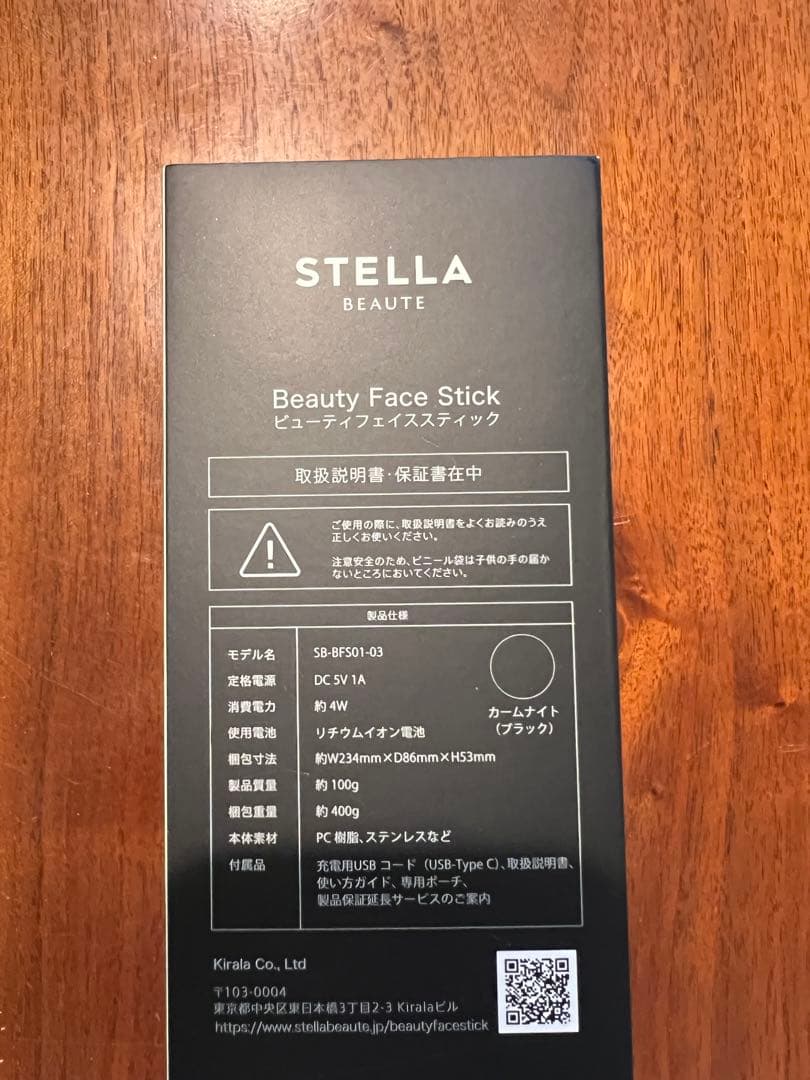 STELLA
BEAUTE
Beauty Face Stick
ビューティフェイススティック
取扱説明書・保証書在中
ご使用の際に、取扱説明書をよくお読みのうえ
正しくお使いください。
注意安全のため、ビニール袋は子供の手の届か
ないところにおいてください。
製品仕様
モデル名 SB-BFS01-03
定格電源 DC 5V 1A
消費電力 約 4W
使用電池 リチウムイオン電池
梱包寸法 約W234mm×D86mm×H53mm
製品質量 約 100g
梱包重量 約 400g
本体素材 PC 樹脂、ステンレスなど
付属品 充電用USB コード（USB-Type C）、取扱説明書、
使い方ガイド、専用ポーチ、
製品保証延長サービスのご案内
カームナイト
（ブラック）
Kirala Co., Ltd
〒103-0004
東京都中央区東日本橋3丁目2-3 Kiralaビル
https://www.stellabeaute.jp/beautyfacestick